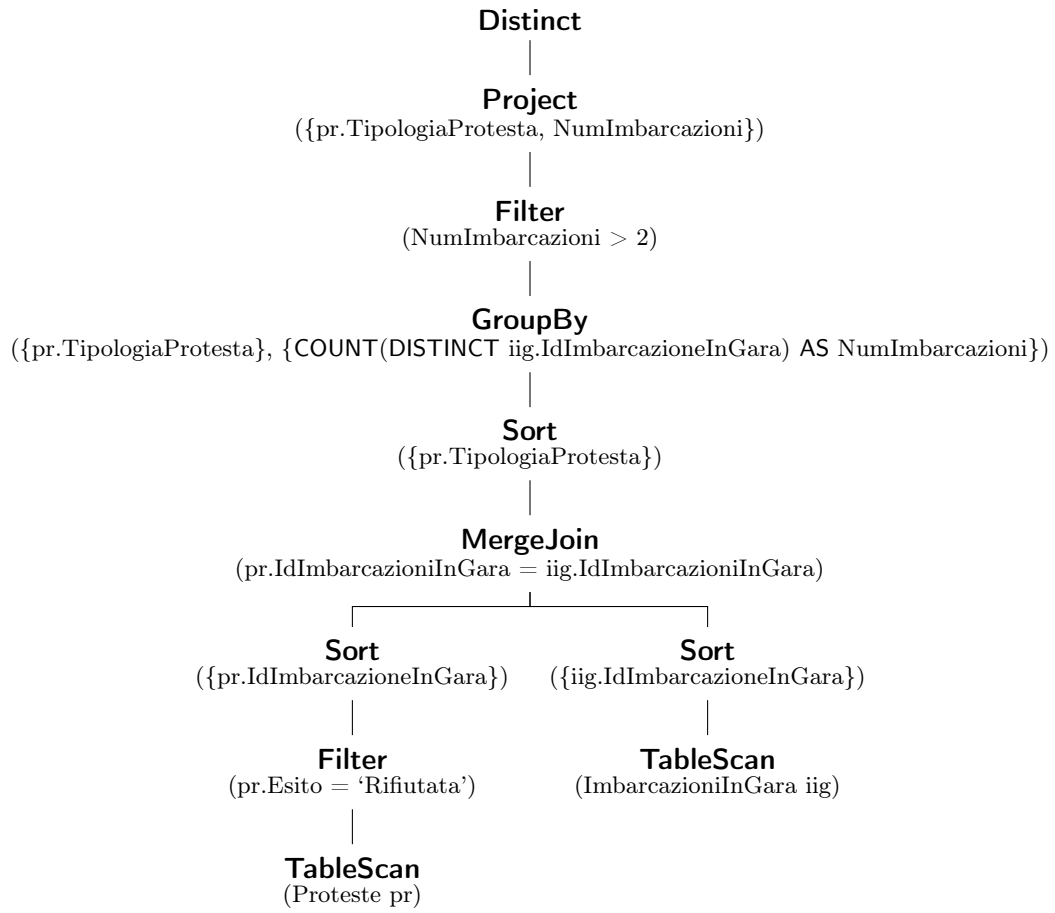 Distinct
Project
({pr.TipologiaProtesta, NumImbarcazioni})
Filter
(NumImbarcazioni > 2)
GroupBy
({pr.TipologiaProtesta}, {COUNT(DISTINCT iig.IdImbarcazioneInGara) AS NumImbarcazioni})
Sort
({pr.TipologiaProtesta})
MergeJoin
(pr.IdImbarcazioniInGara = iig.IdImbarcazioniInGara)
Sort
({pr.IdImbarcazioneInGara})
Sort
({iig.IdImbarcazioneInGara})
Filter
(pr.Esito = ‘Rifiutata’)
TableScan
(ImbarcazioniInGara iig)
TableScan
(Proteste pr)